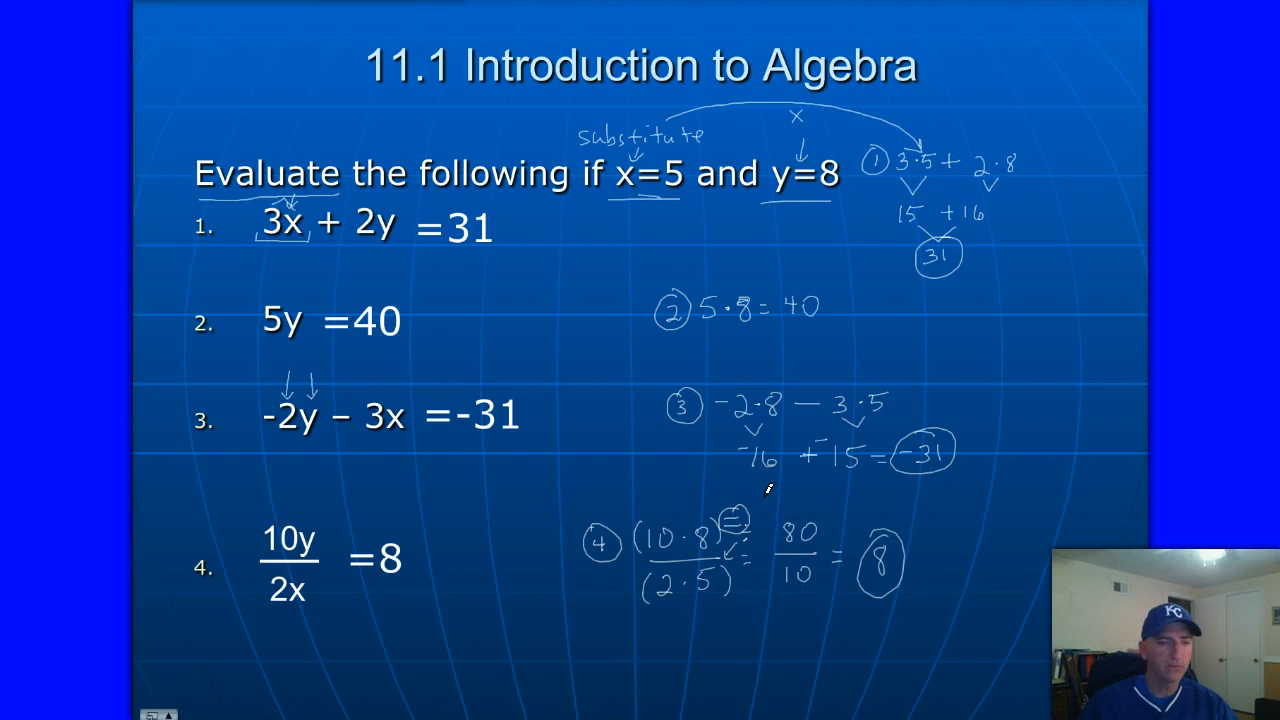 11.1 Introduction to Algebra
substitute
x
Evaluate the following if x=5 and y=8
1. 3x + 2y =31
① 3·5 + 2·8
15 +16
31
2. 5y =40
② 5·8 = 40
3. -2y – 3x =-31
③ -2·8 — 3·5
-16 + -15 = -31
4. 10y
2x
=8
④ (10·8) =
(2·5)
= 80
10
= 8
KC